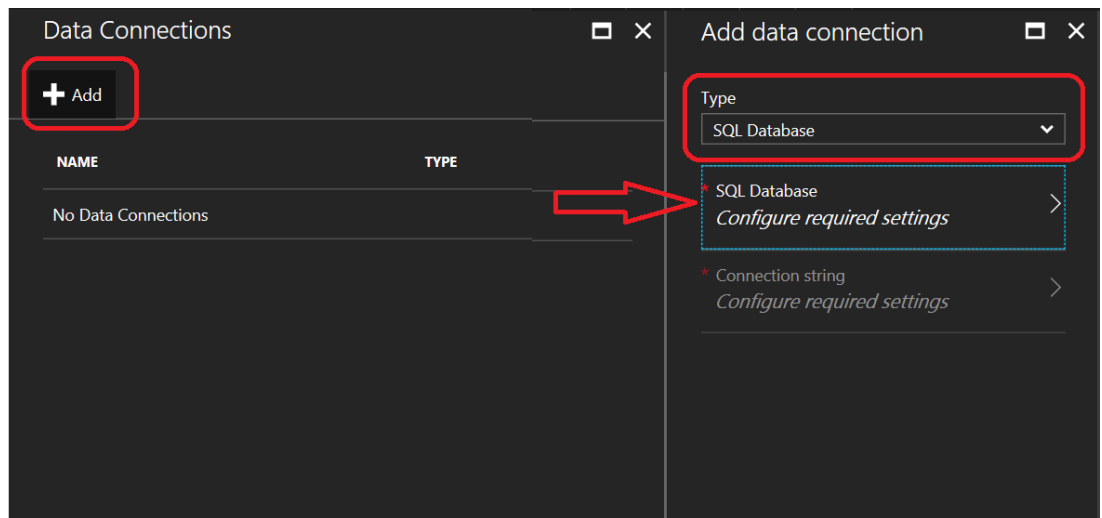 Data Connections
Add
NAME TYPE
No Data Connections
Add data connection
Type
SQL Database
* SQL Database
Configure required settings
* Connection string
Configure required settings